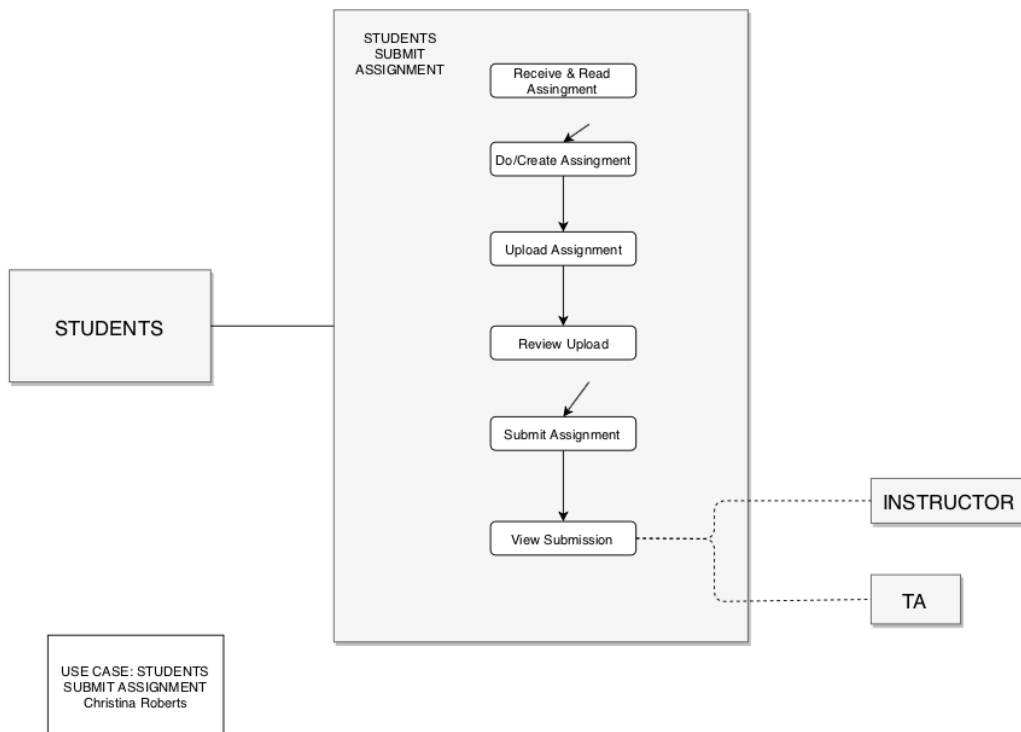 STUDENTS
SUBMIT
ASSIGNMENT
Receive & Read
Assingment
Do/Create Assingment
Upload Assignment
STUDENTS
Review Upload
Submit Assignment
INSTRUCTOR
View Submission
TA
USE CASE: STUDENTS
SUBMIT ASSIGNMENT
Christina Roberts